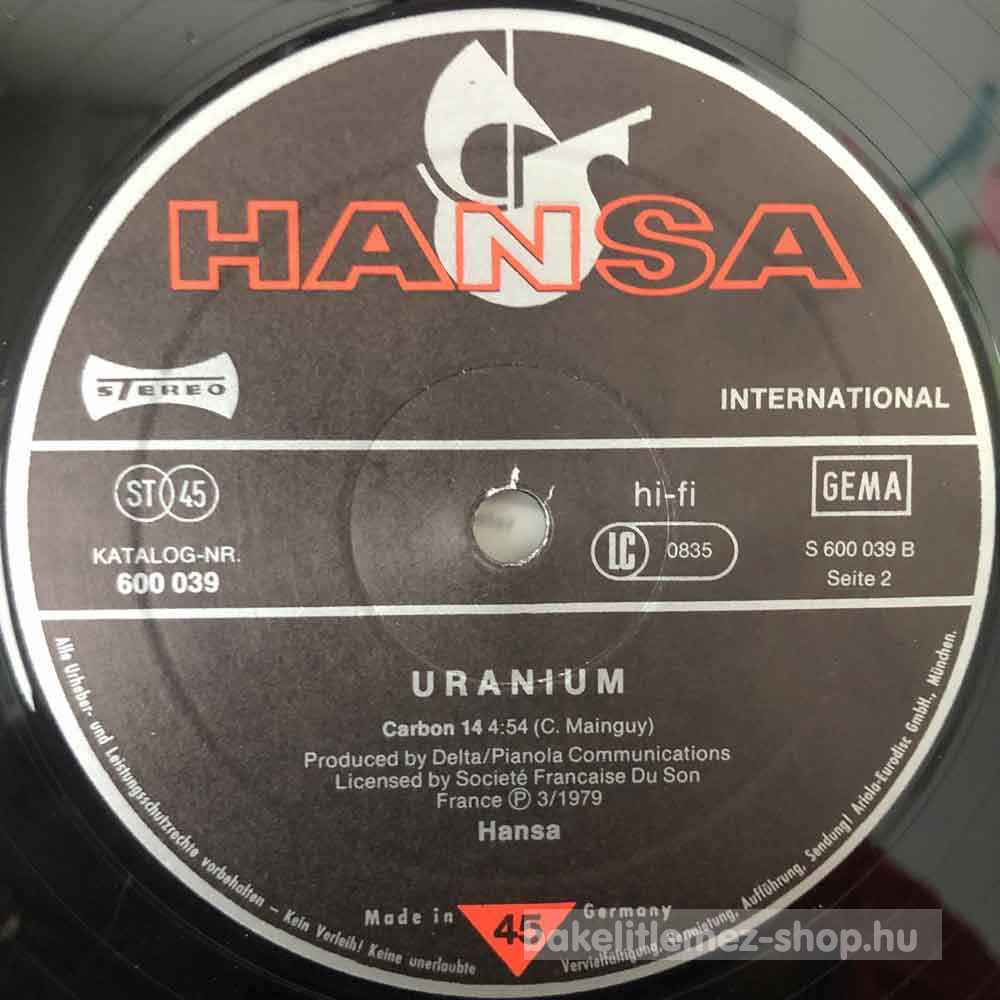 HANSA
STEREO
INTERNATIONAL
ST 45
hi-fi
GEMA
KATALOG-NR.
600 039
LC 0835
S 600 039 B
Seite 2
URANIUM
Carbon 14 4:54 (C. Mainguy)
Produced by Delta/Pianola Communications
Licensed by Societé Francaise Du Son
France Ⓟ 3/1979
Hansa
Made in 45 Germany
Alle Urheber- und Leistungsschutzrechte vorbehalten – Kein Verleih! Keine unerlaubte Vervielfältigung, Vermietung, Aufführung, Sendung! Ariola-Eurodisc GmbH., München.
bakelitlemez-shop.hu